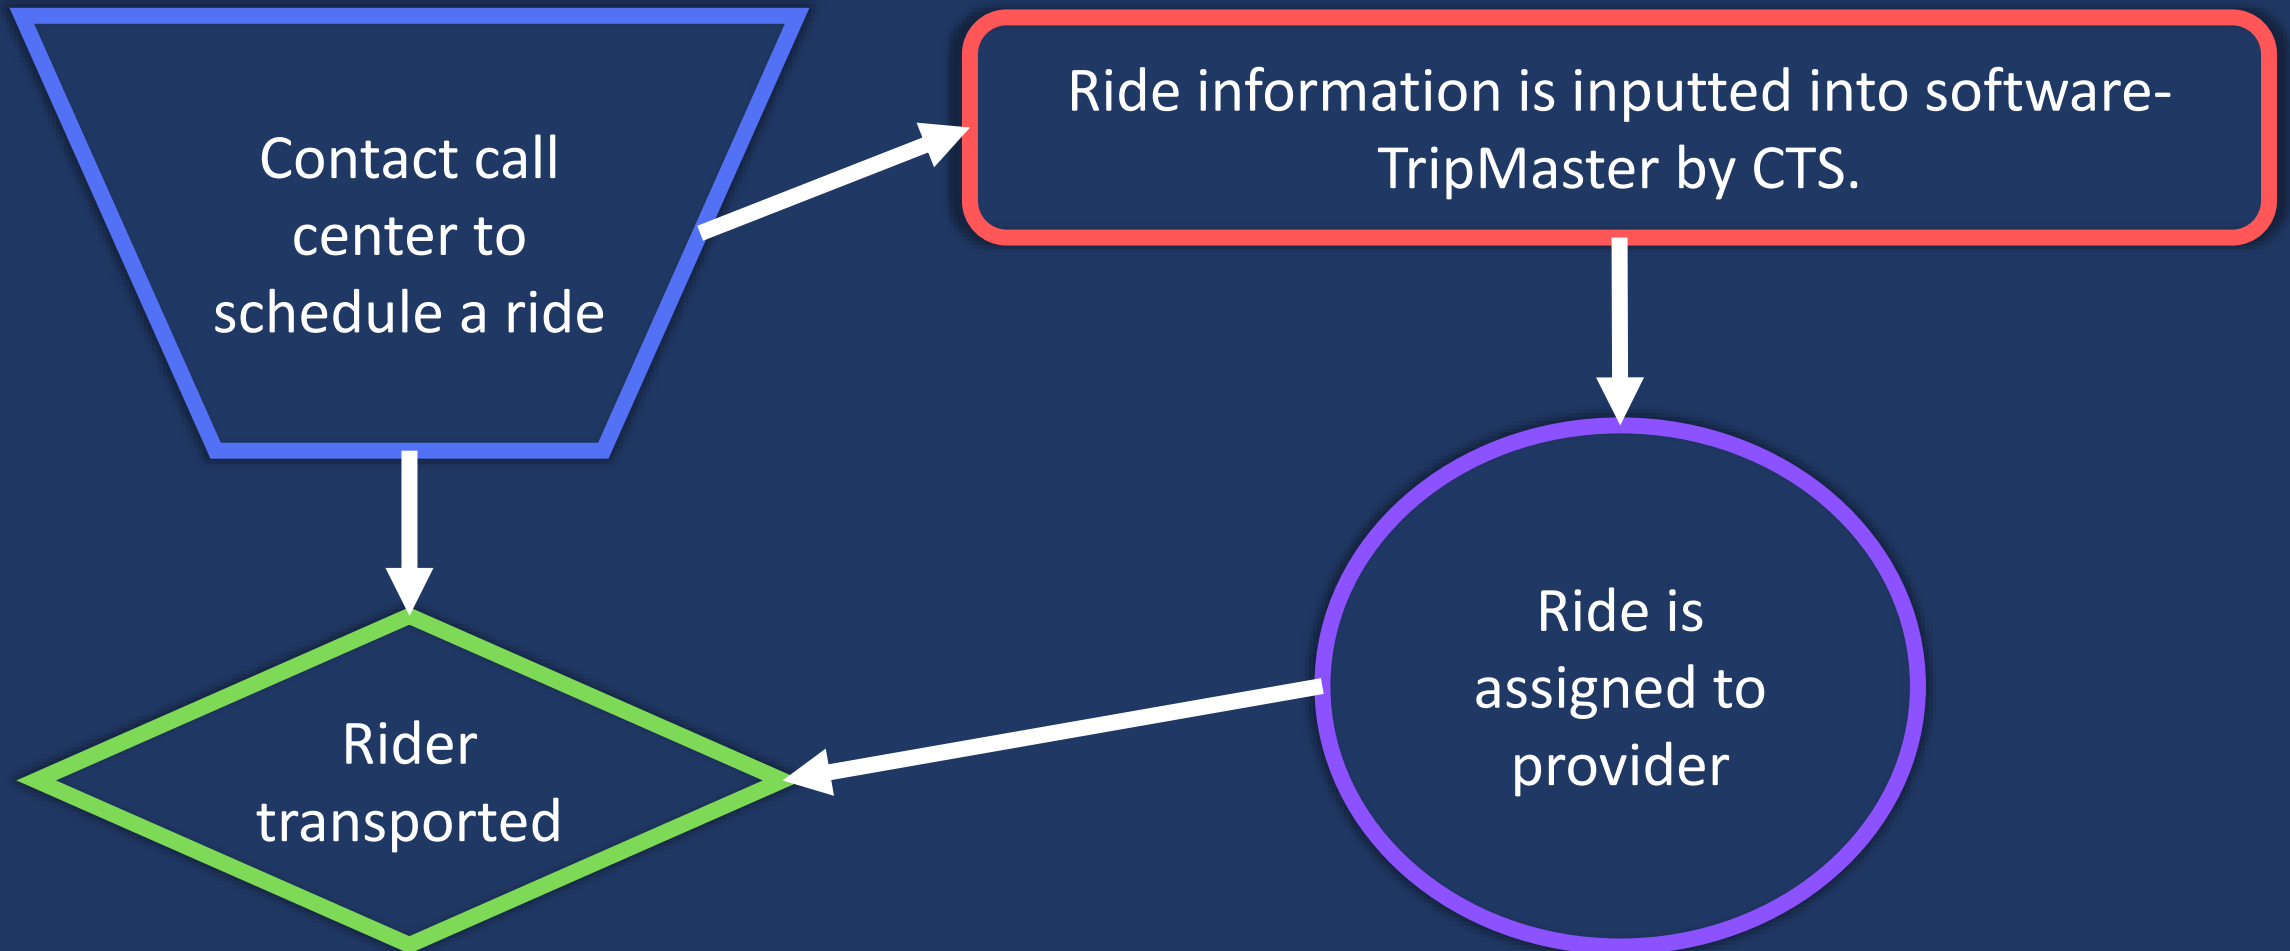 Contact call
center to
schedule a ride
Ride information is inputted into software-
TripMaster by CTS.
Ride is
assigned to
provider
Rider
transported